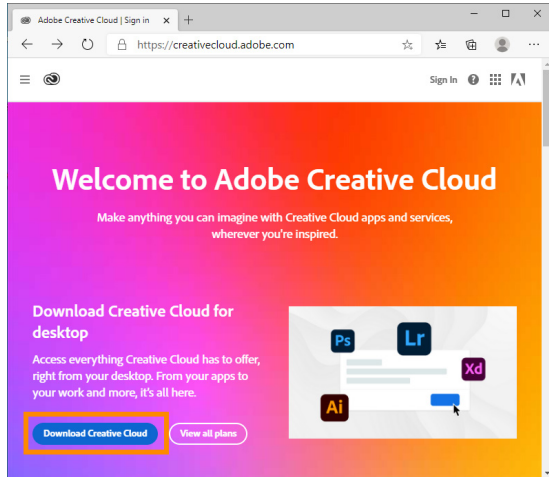 Adobe Creative Cloud | Sign in
https://creativecloud.adobe.com
Sign In
Welcome to Adobe Creative Cloud
Make anything you can imagine with Creative Cloud apps and services,
wherever you're inspired.
Download Creative Cloud for
desktop
Access everything Creative Cloud has to offer,
right from your desktop. From your apps to
your work and more, it's all here.
Download Creative Cloud
View all plans
Ps
Lr
Xd
Ai